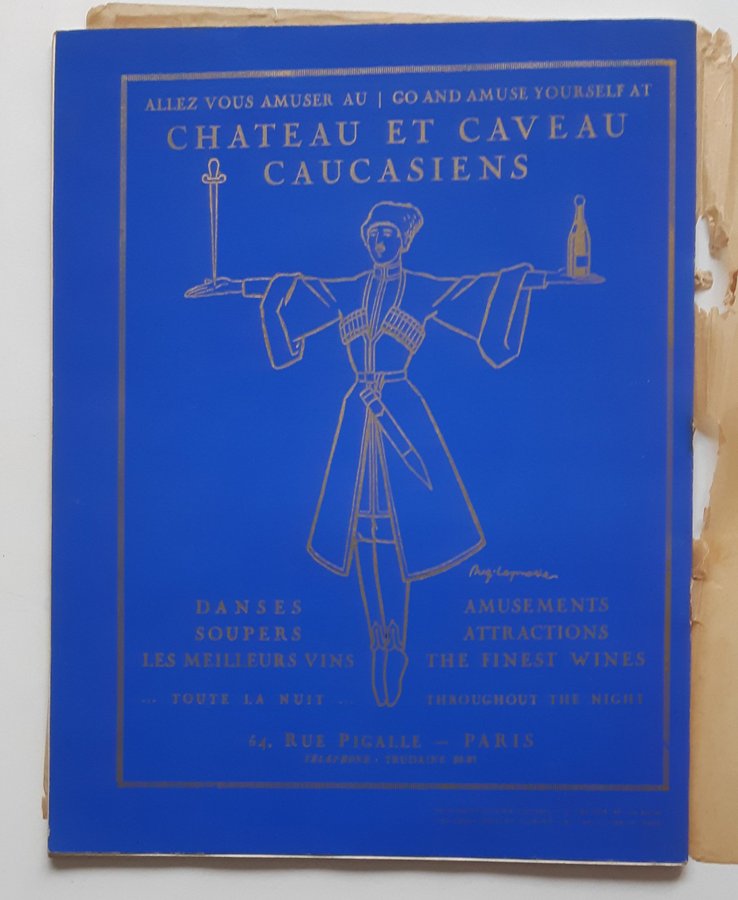 ALLEZ VOUS AMUSER AU | GO AND AMUSE YOURSELF AT
CHATEAU ET CAVEAU
CAUCASIENS
DANSES
SOUPERS
LES MEILLEURS VINS
... TOUTE LA NUIT ...
AMUSEMENTS
ATTRACTIONS
THE FINEST WINES
THROUGHOUT THE NIGHT
64, RUE PIGALLE — PARIS
TÉLÉPHONE : TRUDAINE